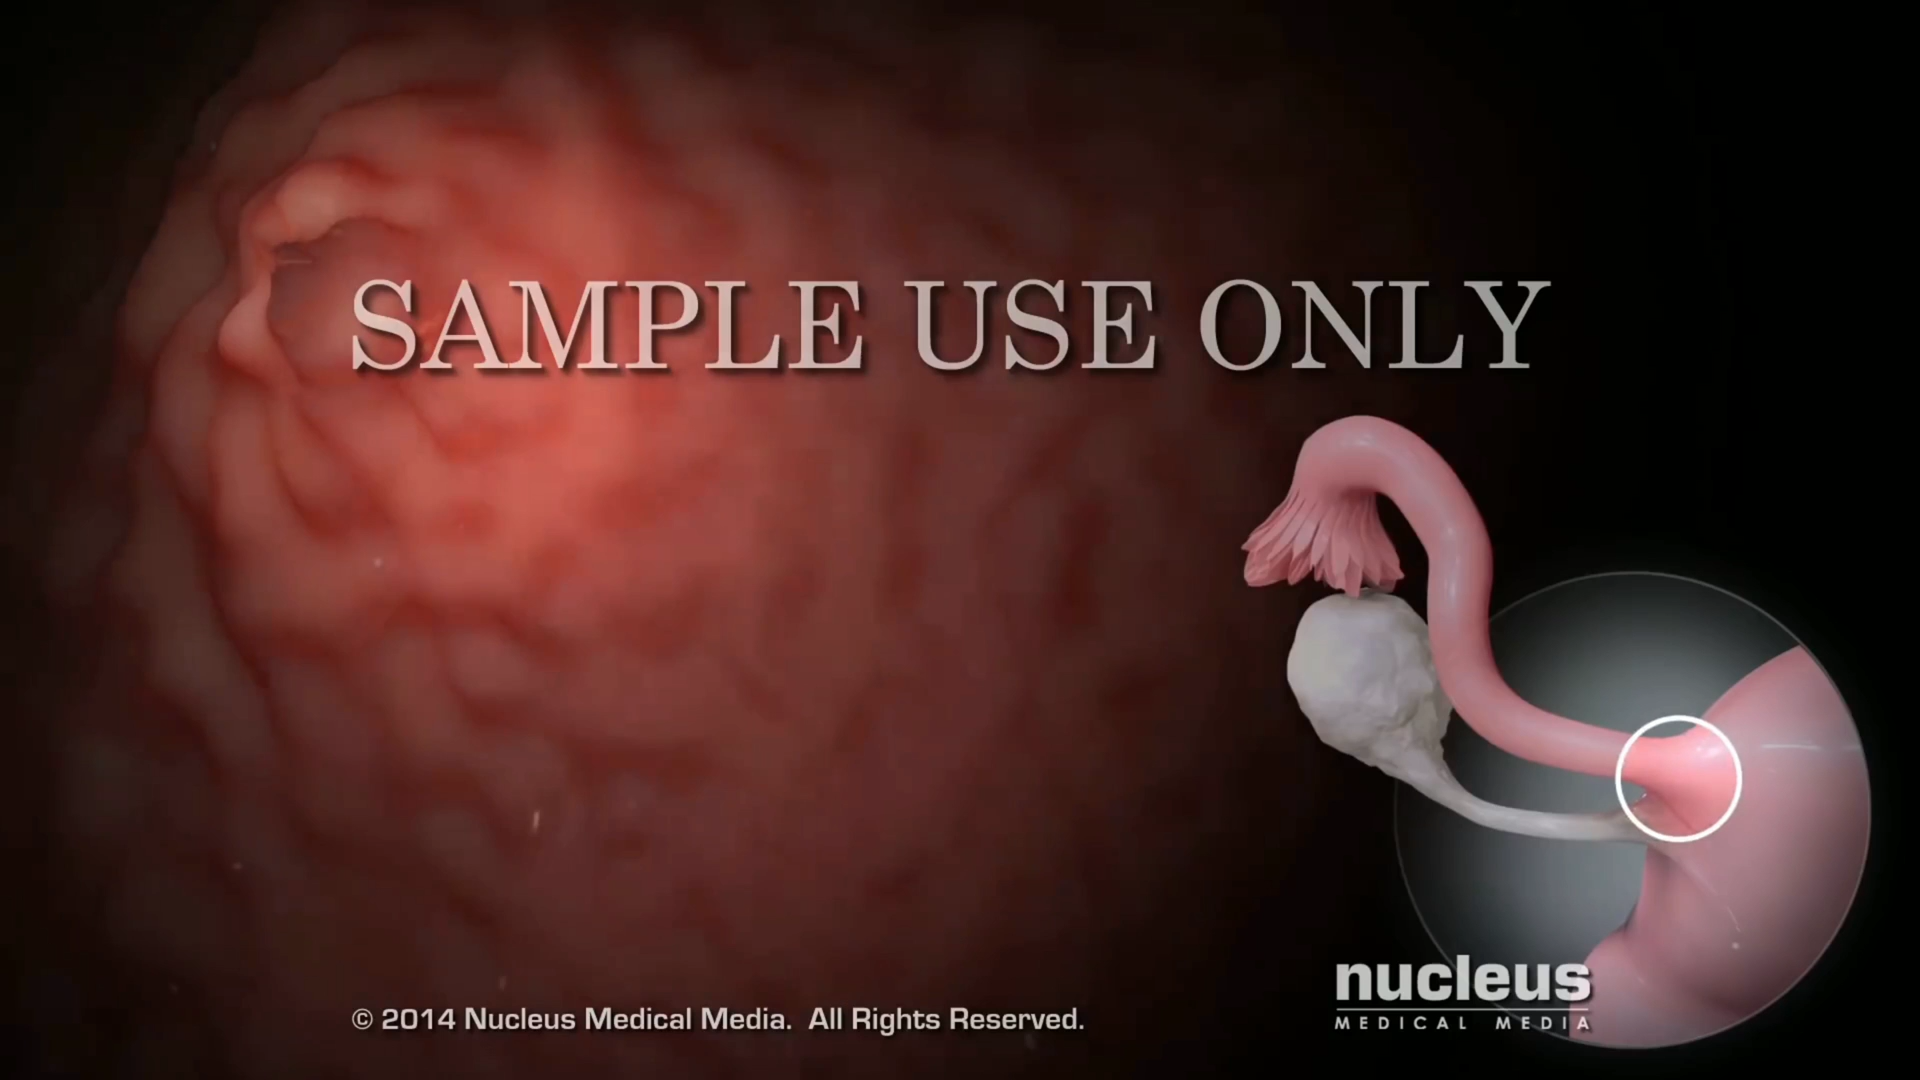 SAMPLE USE ONLY
nucleus
MEDICAL MEDIA
© 2014 Nucleus Medical Media. All Rights Reserved.